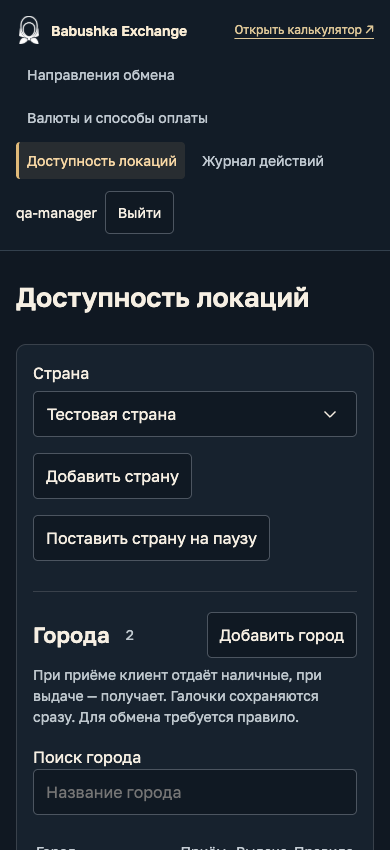 Babushka Exchange
Открыть калькулятор ↗
Направления обмена
Валюты и способы оплаты
Доступность локаций
Журнал действий
qa-manager
Выйти
Доступность локаций
Страна
Тестовая страна
Добавить страну
Поставить страну на паузу
Города 2
Добавить город
При приёме клиент отдаёт наличные, при
выдаче — получает. Галочки сохраняются
сразу. Для обмена требуется правило.
Поиск города
Название города